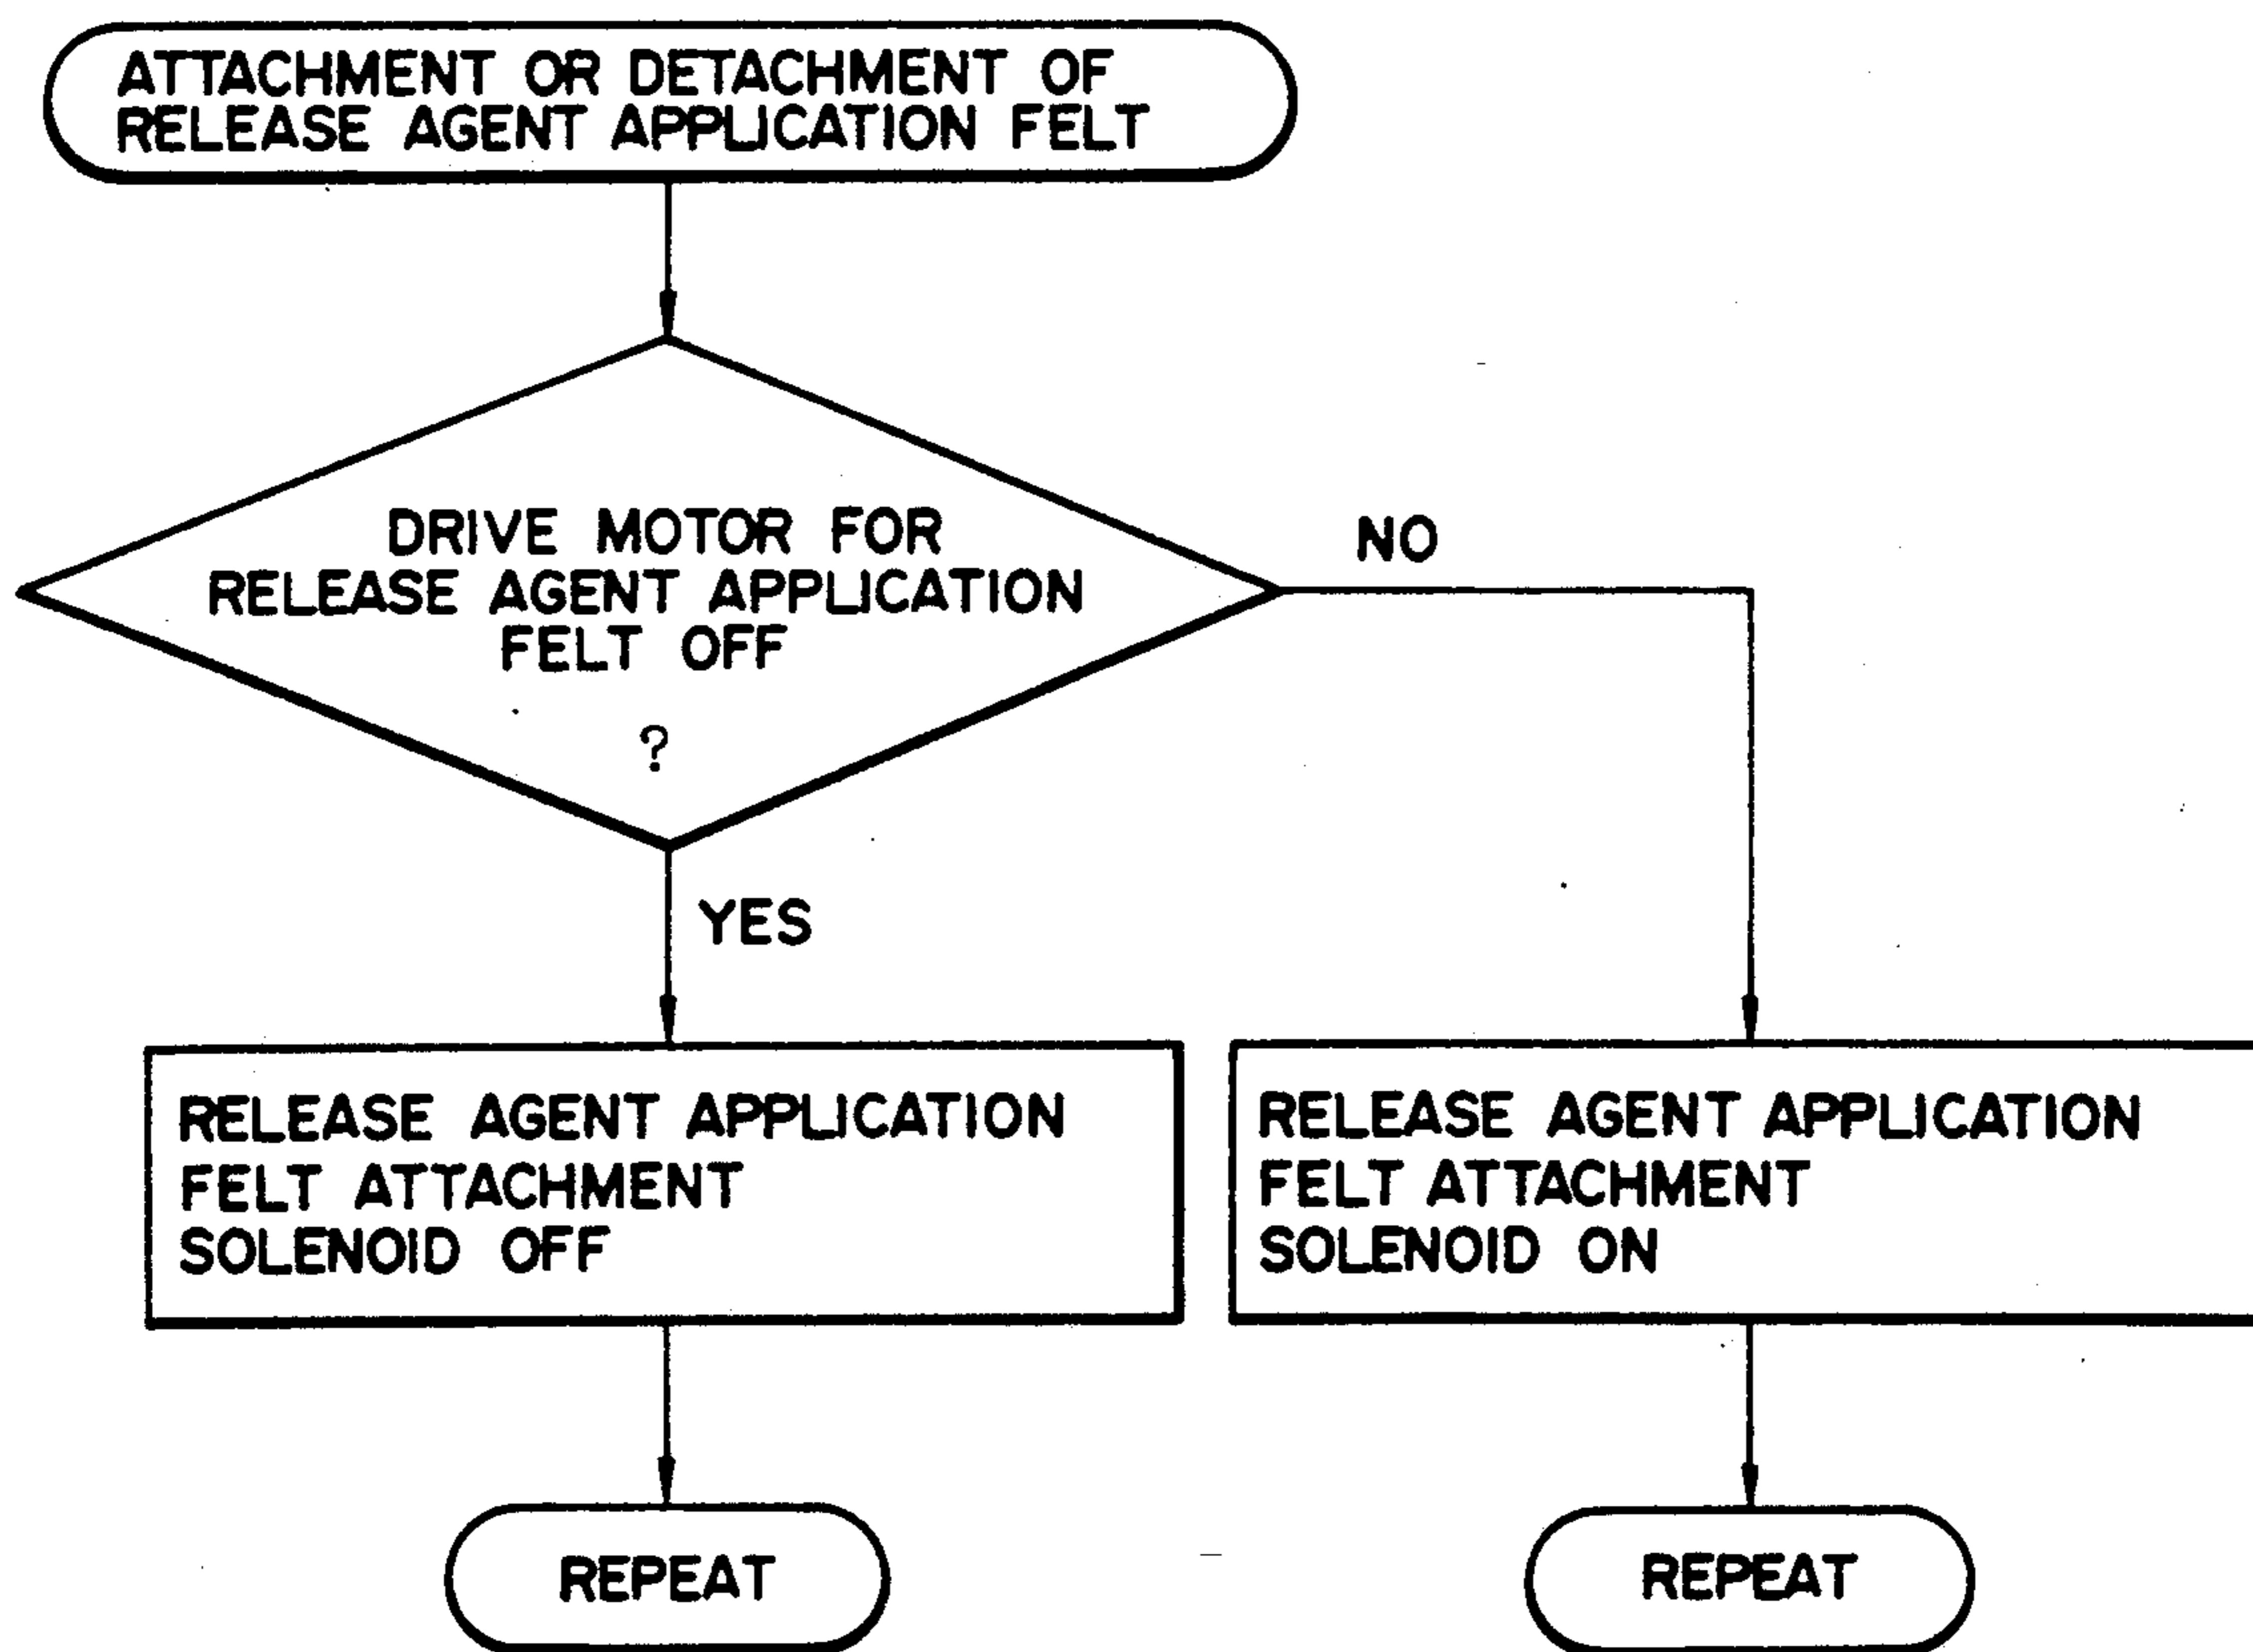 ATTACHMENT OR DETACHMENT OF
RELEASE AGENT APPLICATION FELT
DRIVE MOTOR FOR
RELEASE AGENT APPLICATION
FELT OFF
?
NO
YES
RELEASE AGENT APPLICATION
FELT ATTACHMENT
SOLENOID OFF
RELEASE AGENT APPLICATION
FELT ATTACHMENT
SOLENOID ON
REPEAT
REPEAT